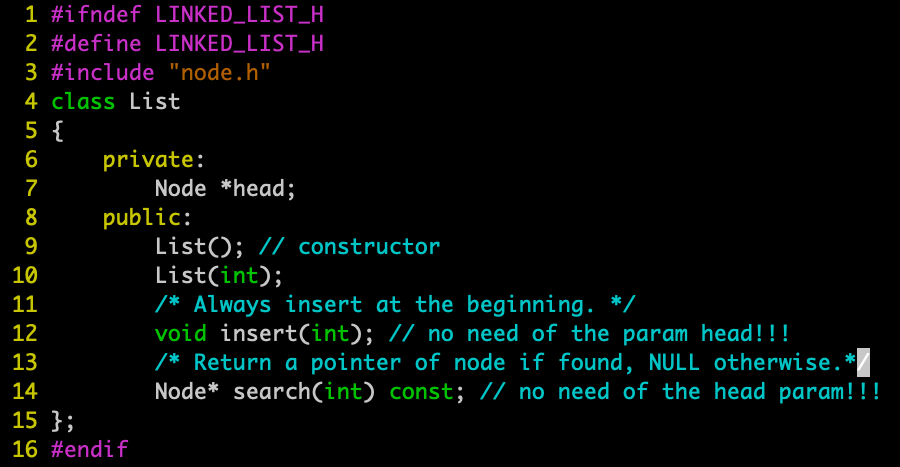 1 #ifndef LINKED_LIST_H
2 #define LINKED_LIST_H
3 #include "node.h"
4 class List
5 {
6     private:
7         Node *head;
8     public:
9         List(); // constructor
10         List(int);
11         /* Always insert at the beginning. */
12         void insert(int); // no need of the param head!!!
13         /* Return a pointer of node if found, NULL otherwise.*/
14         Node* search(int) const; // no need of the head param!!!
15 };
16 #endif